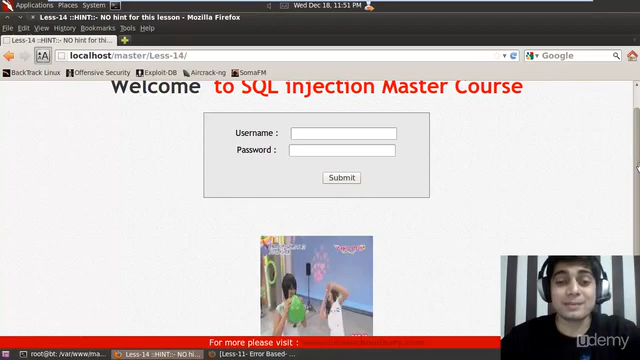 Applications Places System
Wed Dec 18, 11:51 PM
Less-14 ::HINT::- NO hint for this lesson - Mozilla Firefox
File Edit View History Bookmarks Tools Help
Less-14 ::HINT::- NO hint for this...
localhost/master/Less-14/
Google
BackTrack Linux Offensive Security Exploit-DB Aircrack-ng SomaFM
Welcome to SQL injection Master Course
Username :
Password :
Submit
For more please visit :
root@bt: /var/www/ma... Less-14 ::HINT::- NO hi... Less-11- Error Based-
udemy